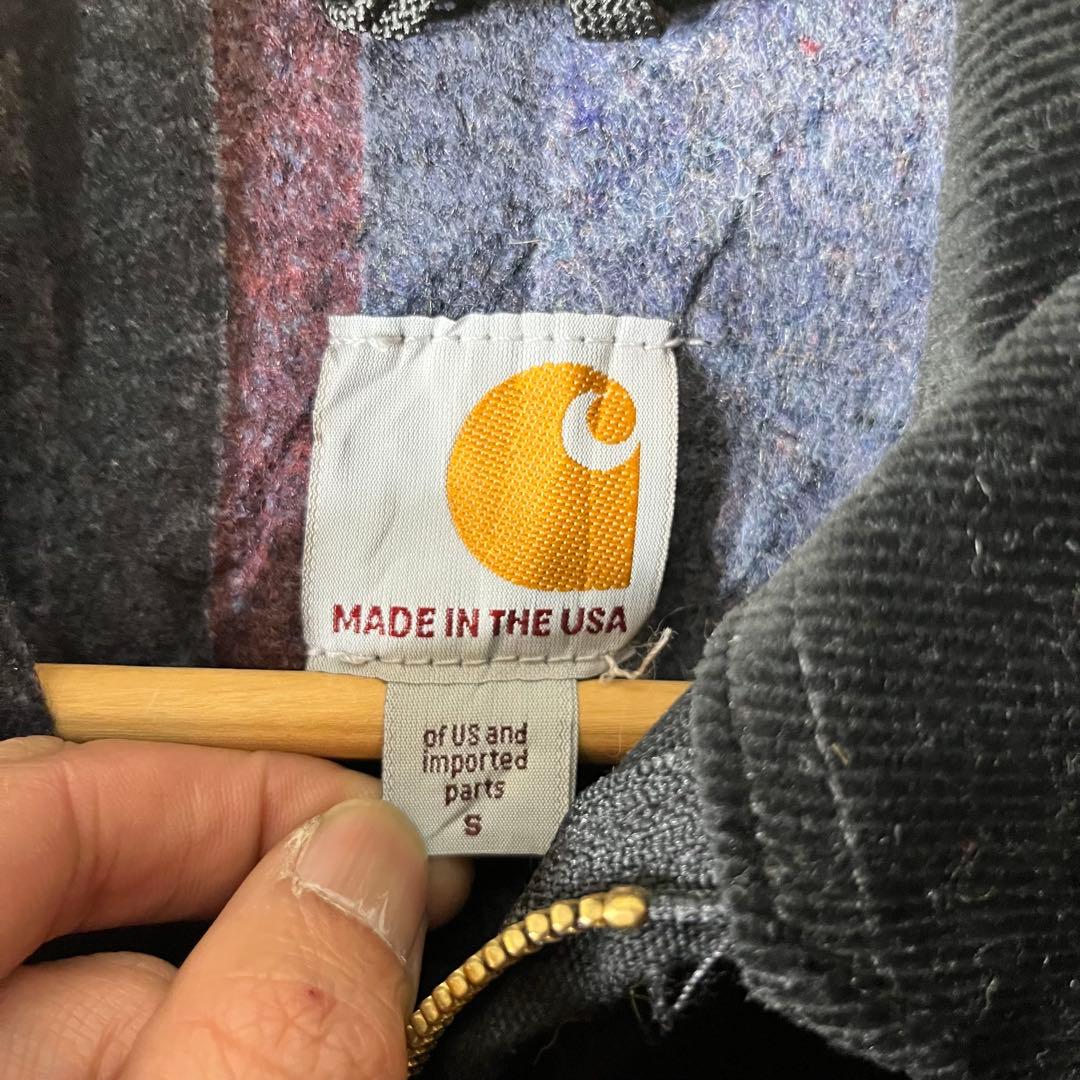 MADE IN THE USA
of US and
imported
parts
S